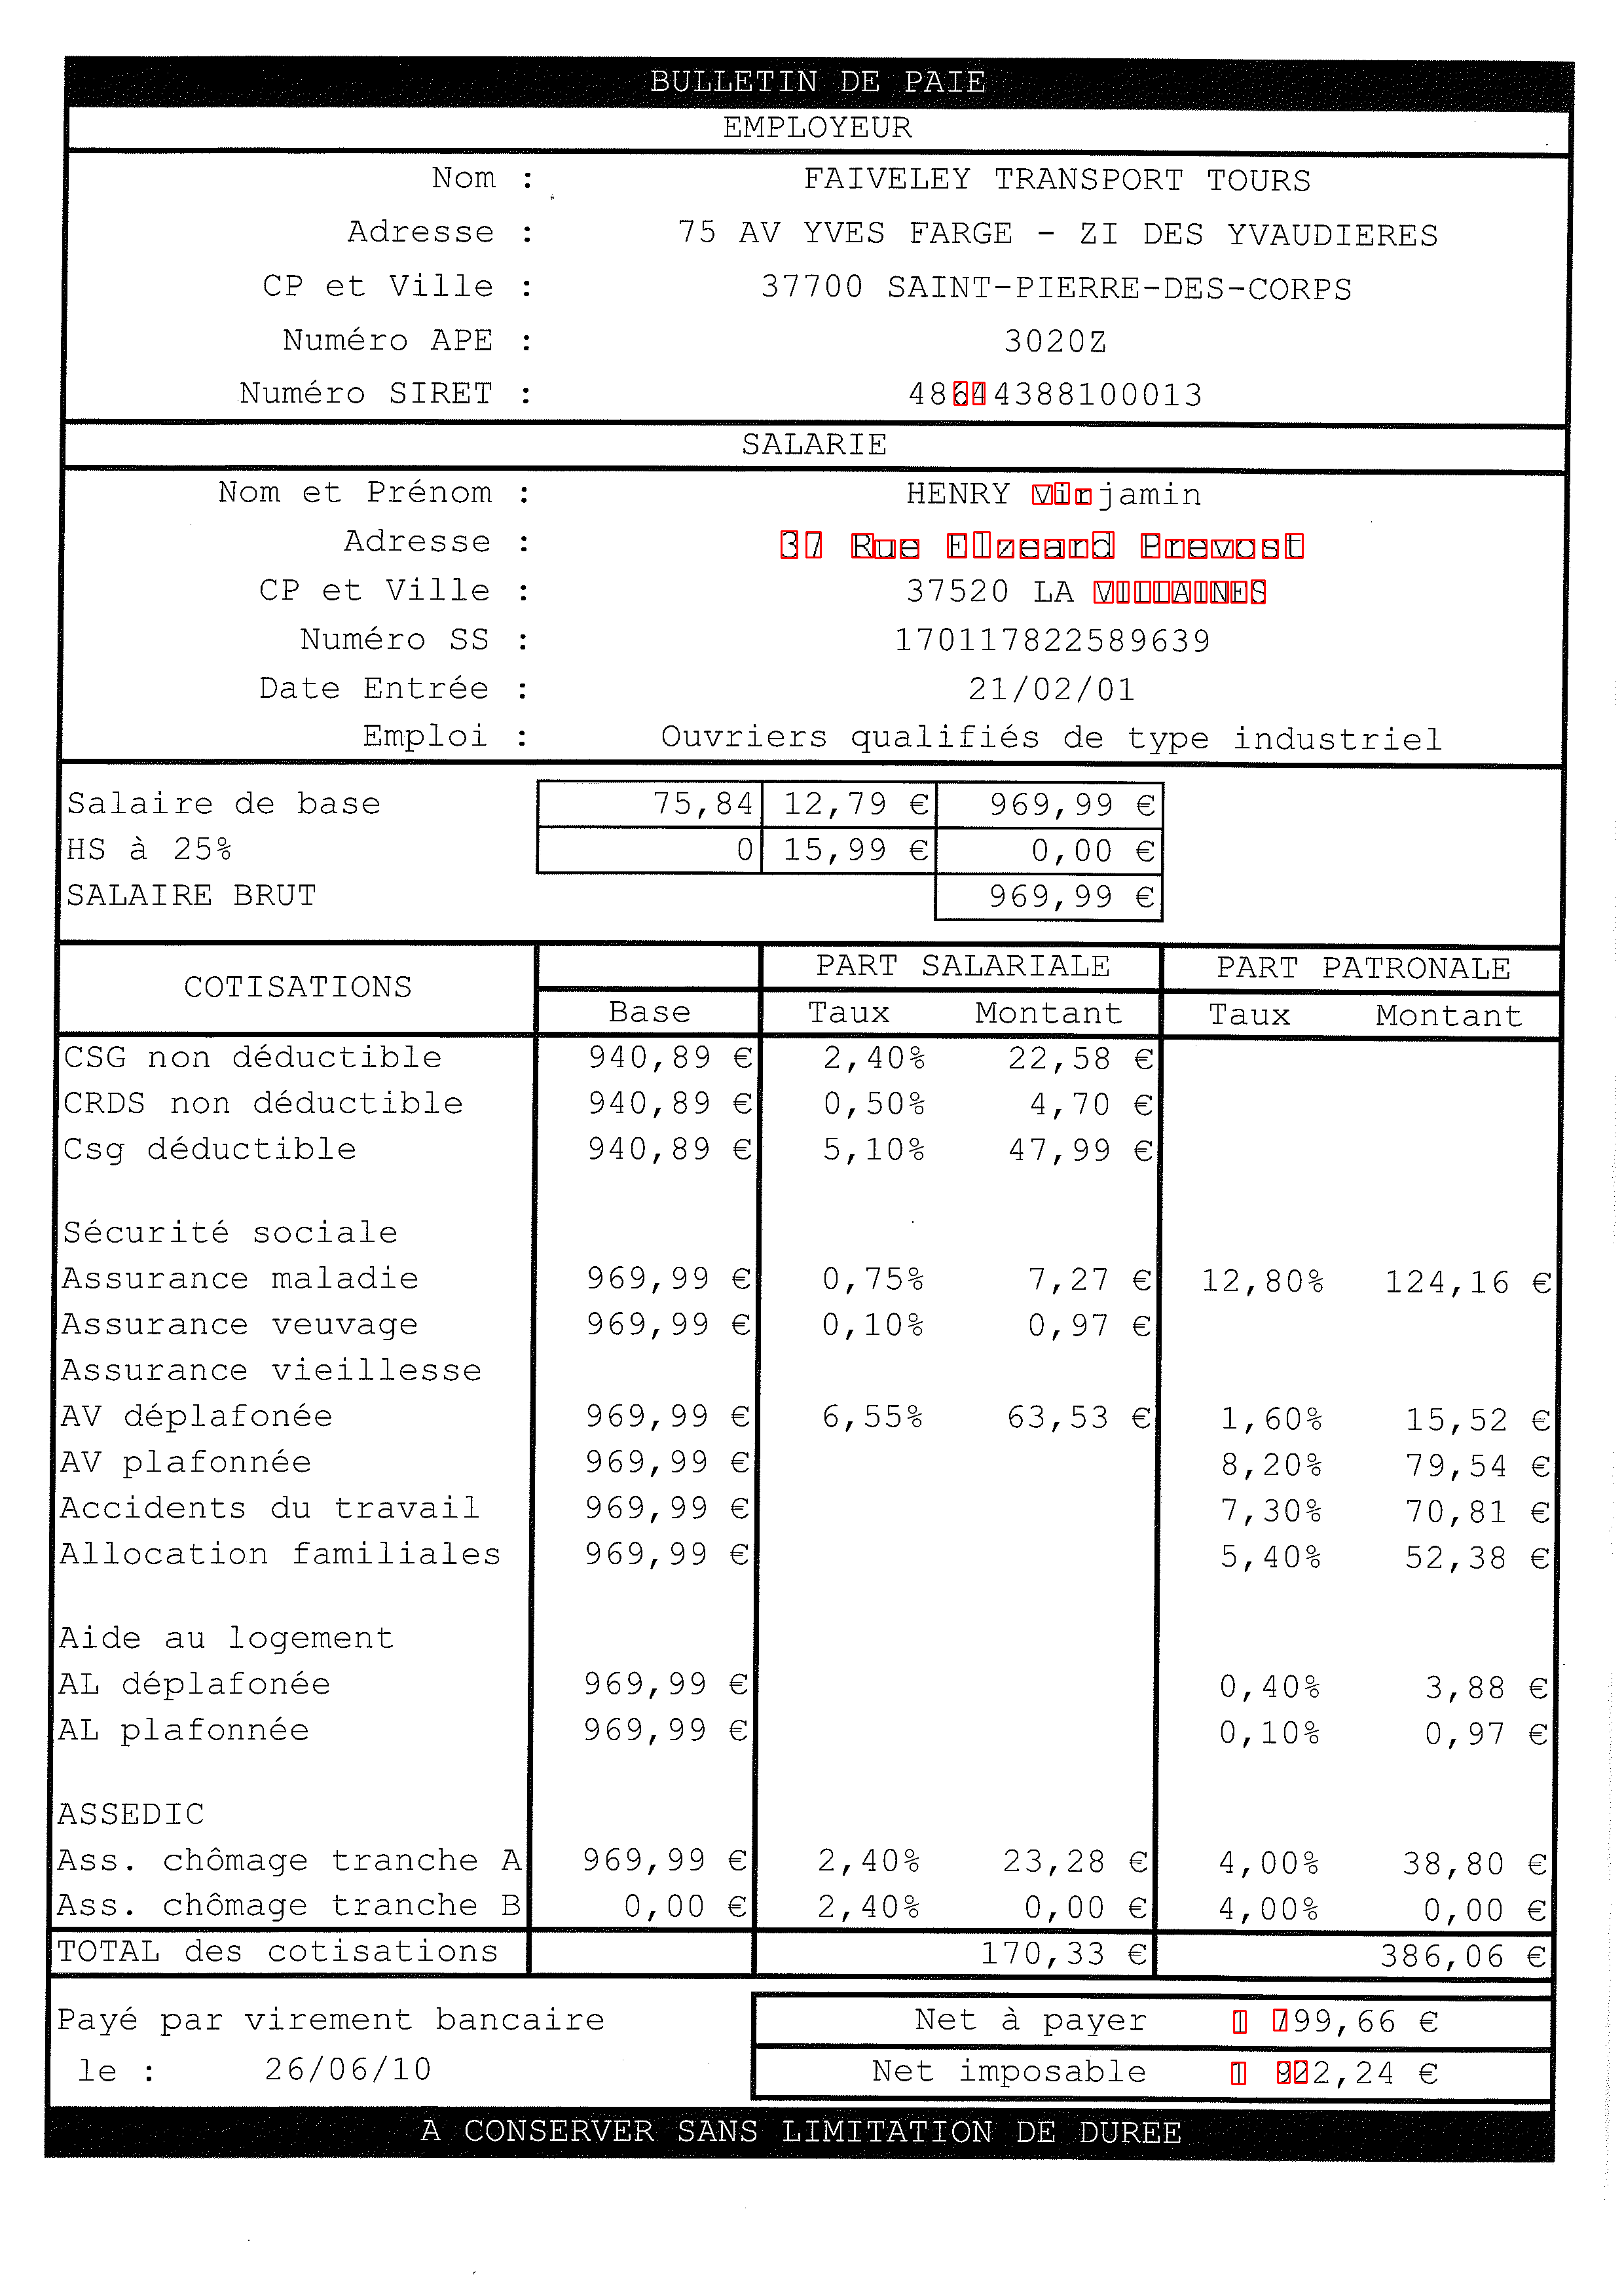 BULLETIN DE PAIE
EMPLOYEUR
Nom : FAIVELEY TRANSPORT TOURS
Adresse : 75 AV YVES FARGE - ZI DES YVAUDIERES
CP et Ville : 37700 SAINT-PIERRE-DES-CORPS
Numéro APE : 3020Z
Numéro SIRET : 48644388100013
SALARIE
Nom et Prénom : HENRY Virjamin
Adresse : 37 Rue Elzeard Prevost
CP et Ville : 37520 LA VILLAINES
Numéro SS : 170117822589639
Date Entrée : 21/02/01
Emploi : Ouvriers qualifiés de type industriel
Salaire de base 75,84 12,79 € 969,99 €
HS à 25% 0 15,99 € 0,00 €
SALAIRE BRUT 969,99 €
COTISATIONS PART SALARIALE PART PATRONALE
Base Taux Montant Taux Montant
CSG non déductible 940,89 € 2,40% 22,58 €
CRDS non déductible 940,89 € 0,50% 4,70 €
Csg déductible 940,89 € 5,10% 47,99 €
Sécurité sociale
Assurance maladie 969,99 € 0,75% 7,27 € 12,80% 124,16 €
Assurance veuvage 969,99 € 0,10% 0,97 €
Assurance vieillesse
AV déplafonée 969,99 € 6,55% 63,53 € 1,60% 15,52 €
AV plafonnée 969,99 € 8,20% 79,54 €
Accidents du travail 969,99 € 7,30% 70,81 €
Allocation familiales 969,99 € 5,40% 52,38 €
Aide au logement
AL déplafonée 969,99 € 0,40% 3,88 €
AL plafonnée 969,99 € 0,10% 0,97 €
ASSEDIC
Ass. chômage tranche A 969,99 € 2,40% 23,28 € 4,00% 38,80 €
Ass. chômage tranche B 0,00 € 2,40% 0,00 € 4,00% 0,00 €
TOTAL des cotisations 170,33 € 386,06 €
Payé par virement bancaire Net à payer 1 799,66 €
le : 26/06/10 Net imposable 1 902,24 €
A CONSERVER SANS LIMITATION DE DUREE